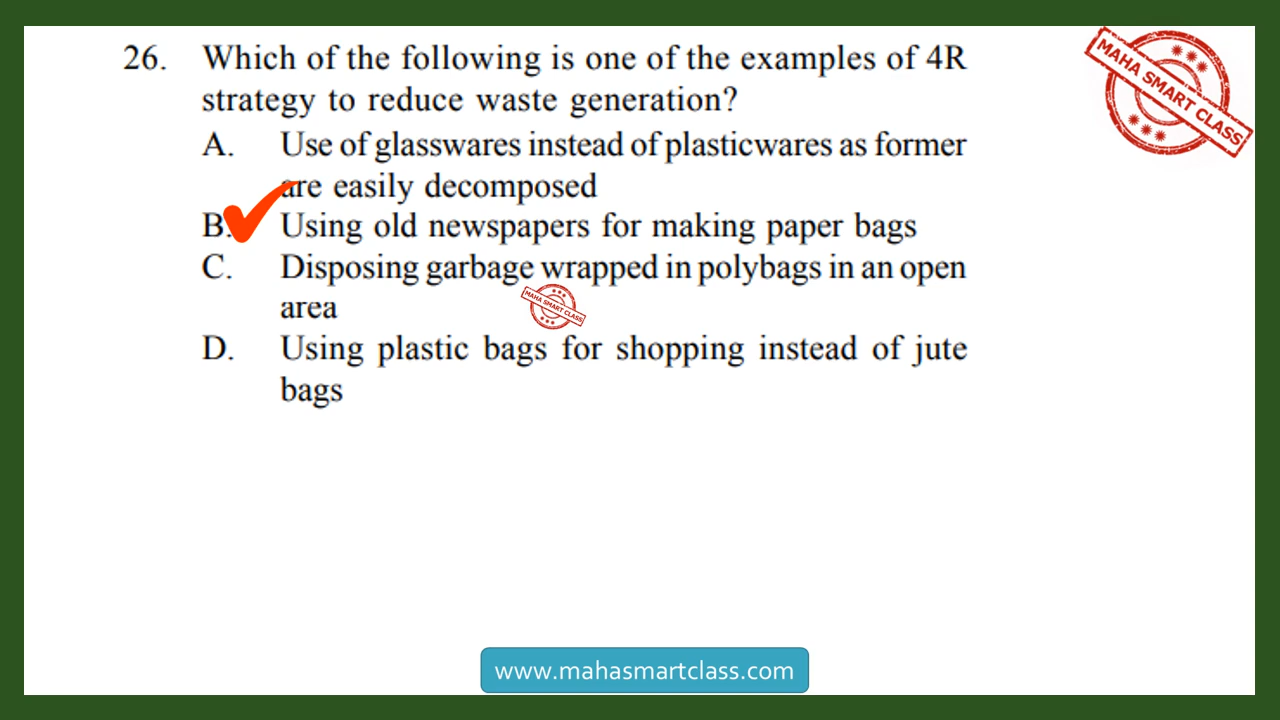 26. Which of the following is one of the examples of 4R
strategy to reduce waste generation?
A. Use of glasswares instead of plasticwares as former
are easily decomposed
B. Using old newspapers for making paper bags
C. Disposing garbage wrapped in polybags in an open
area
D. Using plastic bags for shopping instead of jute
bags
MAHA SMART CLASS
MAHA SMART CLASS
www.mahasmartclass.com